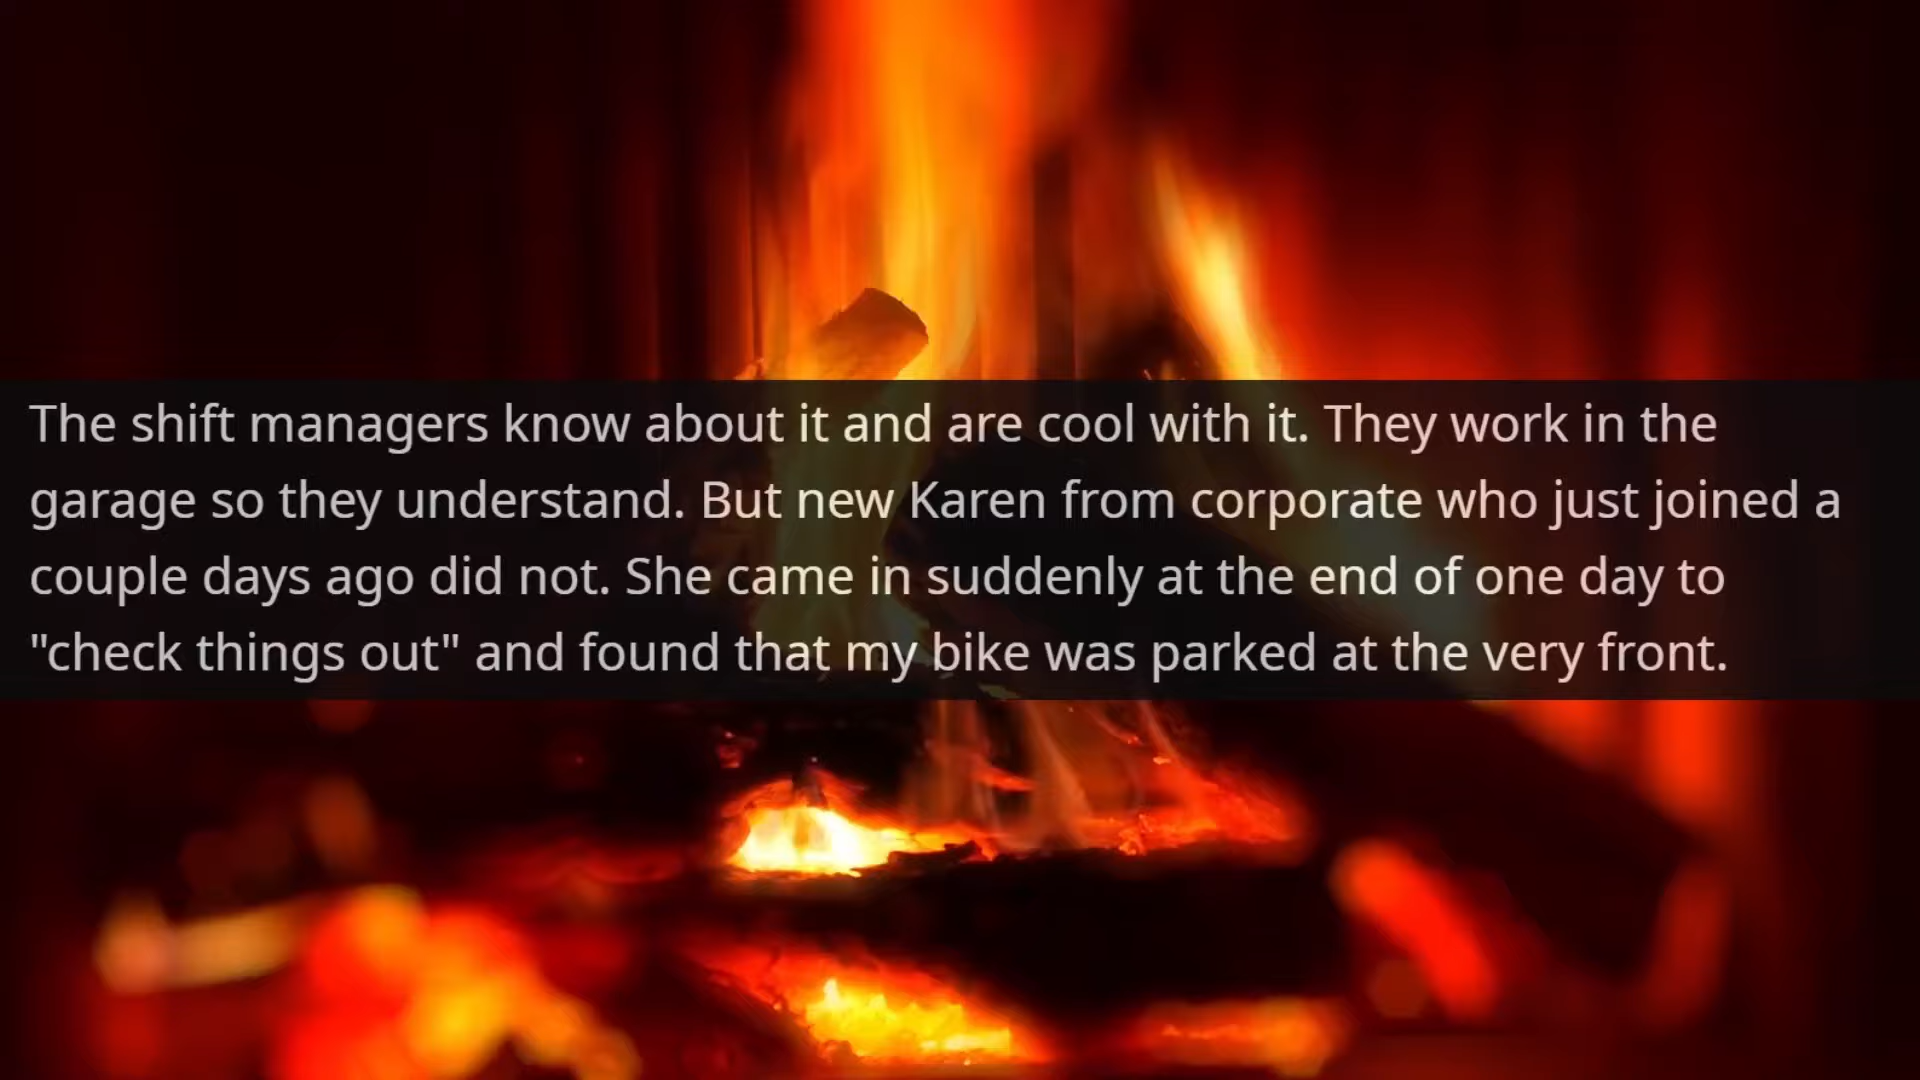 The shift managers know about it and are cool with it. They work in the
garage so they understand. But new Karen from corporate who just joined a
couple days ago did not. She came in suddenly at the end of one day to
"check things out" and found that my bike was parked at the very front.